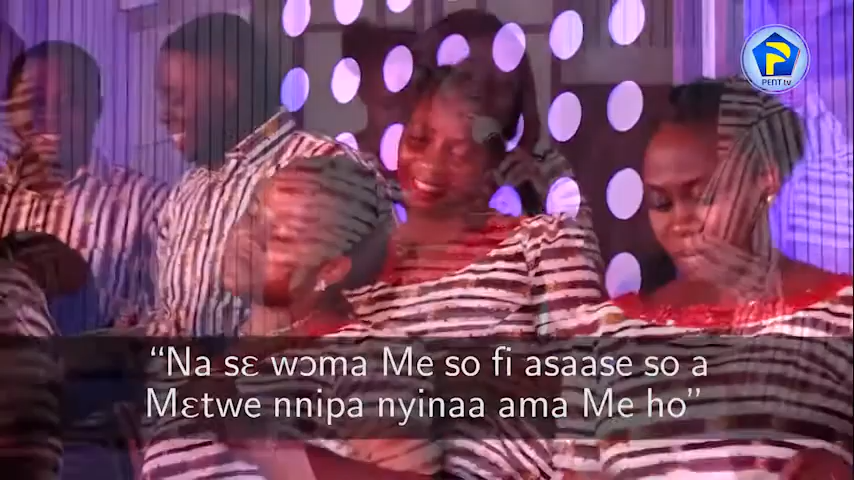 PENT tv
“Na sɛ wɔma Me so fi asaase so a
Mɛtwe nnipa nyinaa ama Me ho”